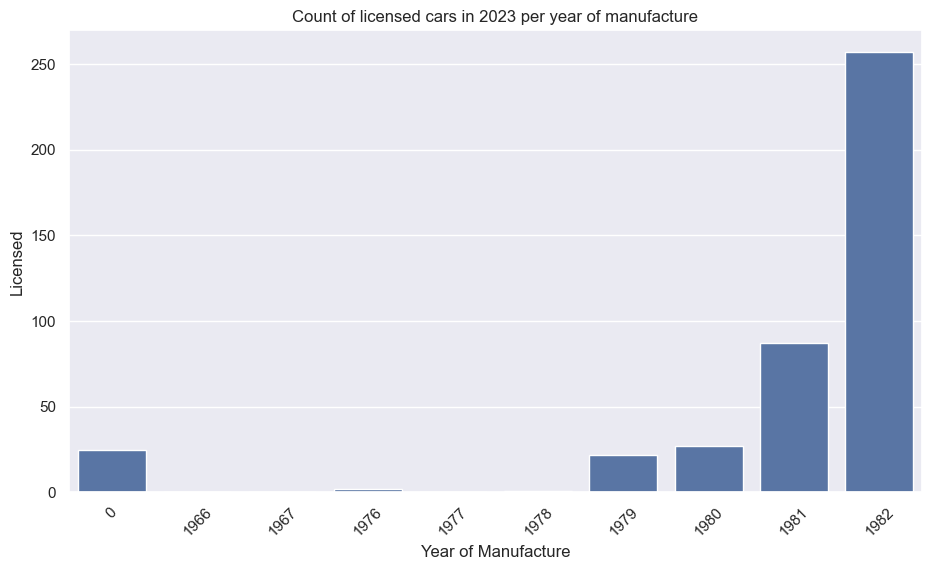 Count of licensed cars in 2023 per year of manufacture
250
200
150
100
50
0
Licensed
0 1966 1967 1976 1977 1978 1979 1980 1981 1982
Year of Manufacture